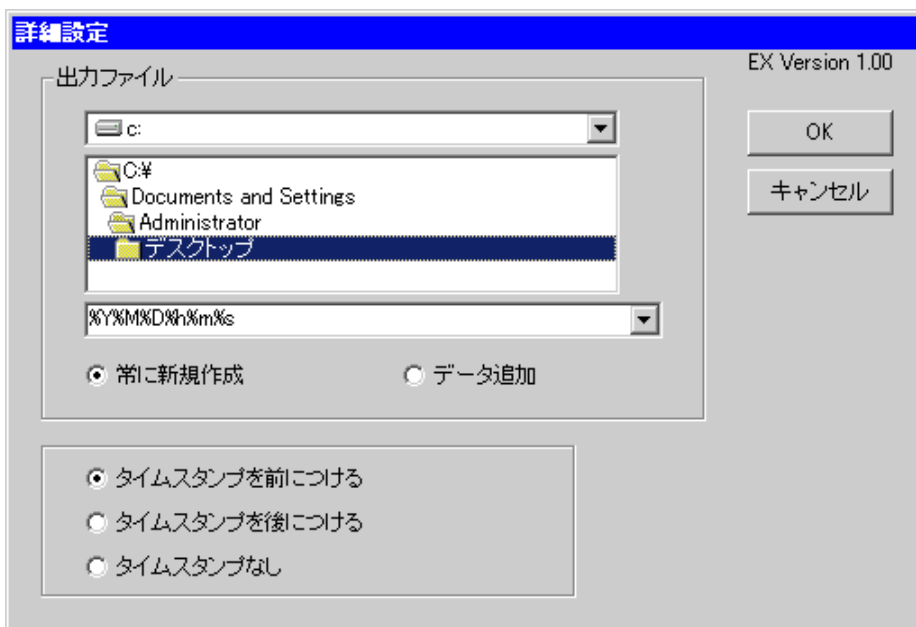 詳細設定
EX Version 1.00
出力ファイル
c:
OK
C:¥
Documents and Settings
キャンセル
Administrator
デスクトップ
%Y%M%D%h%m%s
常に新規作成 データ追加
タイムスタンプを前につける
タイムスタンプを後につける
タイムスタンプなし